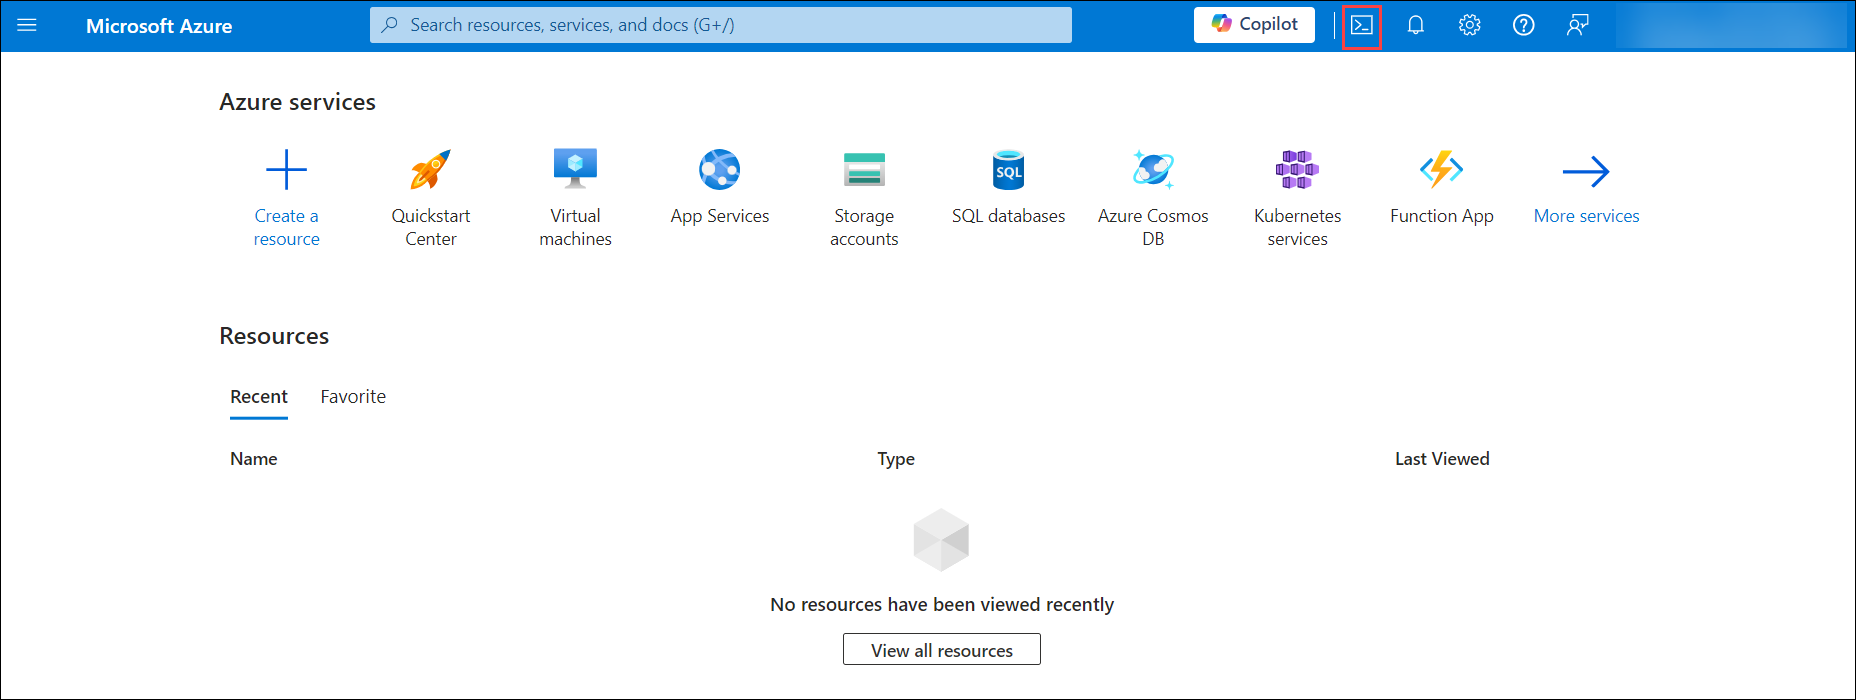 Microsoft Azure
Search resources, services, and docs (G+/)
Copilot
Azure services
Create a
resource
Quickstart
Center
Virtual
machines
App Services
Storage
accounts
SQL
SQL databases
Azure Cosmos
DB
Kubernetes
services
Function App
More services
Resources
Recent
Favorite
Name
Type
Last Viewed
No resources have been viewed recently
View all resources